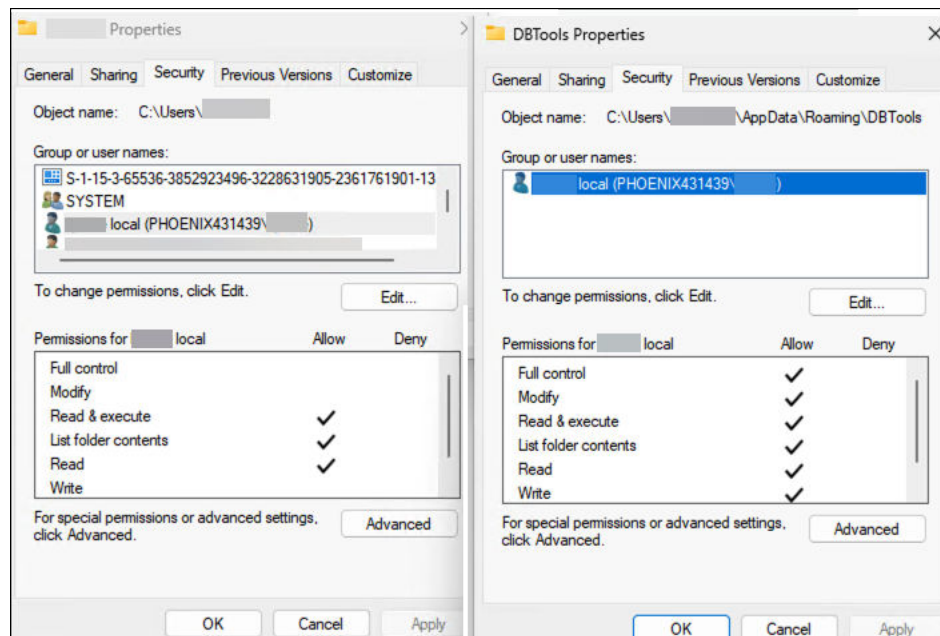 Properties
General Sharing Security Previous Versions Customize
Object name: C:\Users\
Group or user names:
S-1-15-3-65536-3852923496-3228631905-2361761901-13
SYSTEM
local (PHOENIX431439\ )
To change permissions, click Edit.
Edit...
Permissions for local Allow Deny
Full control
Modify
Read & execute
List folder contents
Read
Write
For special permissions or advanced settings,
click Advanced.
Advanced
OK Cancel Apply
DBTools Properties
General Sharing Security Previous Versions Customize
Object name: C:\Users\ \AppData\Roaming\DBTools
Group or user names:
local (PHOENIX431439\ )
To change permissions, click Edit.
Edit...
Permissions for local Allow Deny
Full control
Modify
Read & execute
List folder contents
Read
Write
For special permissions or advanced settings,
click Advanced.
Advanced
OK Cancel Apply